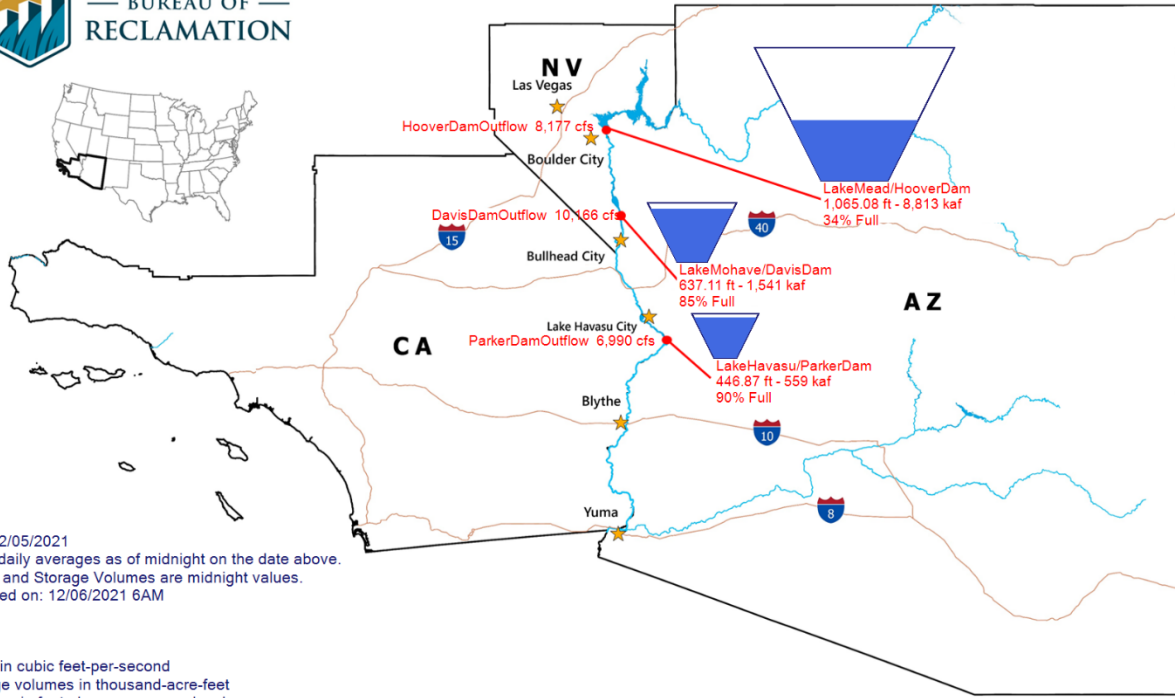 BUREAU OF
RECLAMATION
NV
Las Vegas
HooverDamOutflow 8,177 cfs
Boulder City
LakeMead/HooverDam
1,065.08 ft - 8,813 kaf
34% Full
DavisDamOutflow 10,166 cfs
15
40
Bullhead City
LakeMohave/DavisDam
637.11 ft - 1,541 kaf
85% Full
AZ
Lake Havasu City
CA
ParkerDamOutflow 6,990 cfs
LakeHavasu/ParkerDam
446.87 ft - 559 kaf
90% Full
Blythe
10
8
Yuma
2/05/2021
daily averages as of midnight on the date above.
and Storage Volumes are midnight values.
ed on: 12/06/2021 6AM
in cubic feet-per-second
ge volumes in thousand-acre-feet